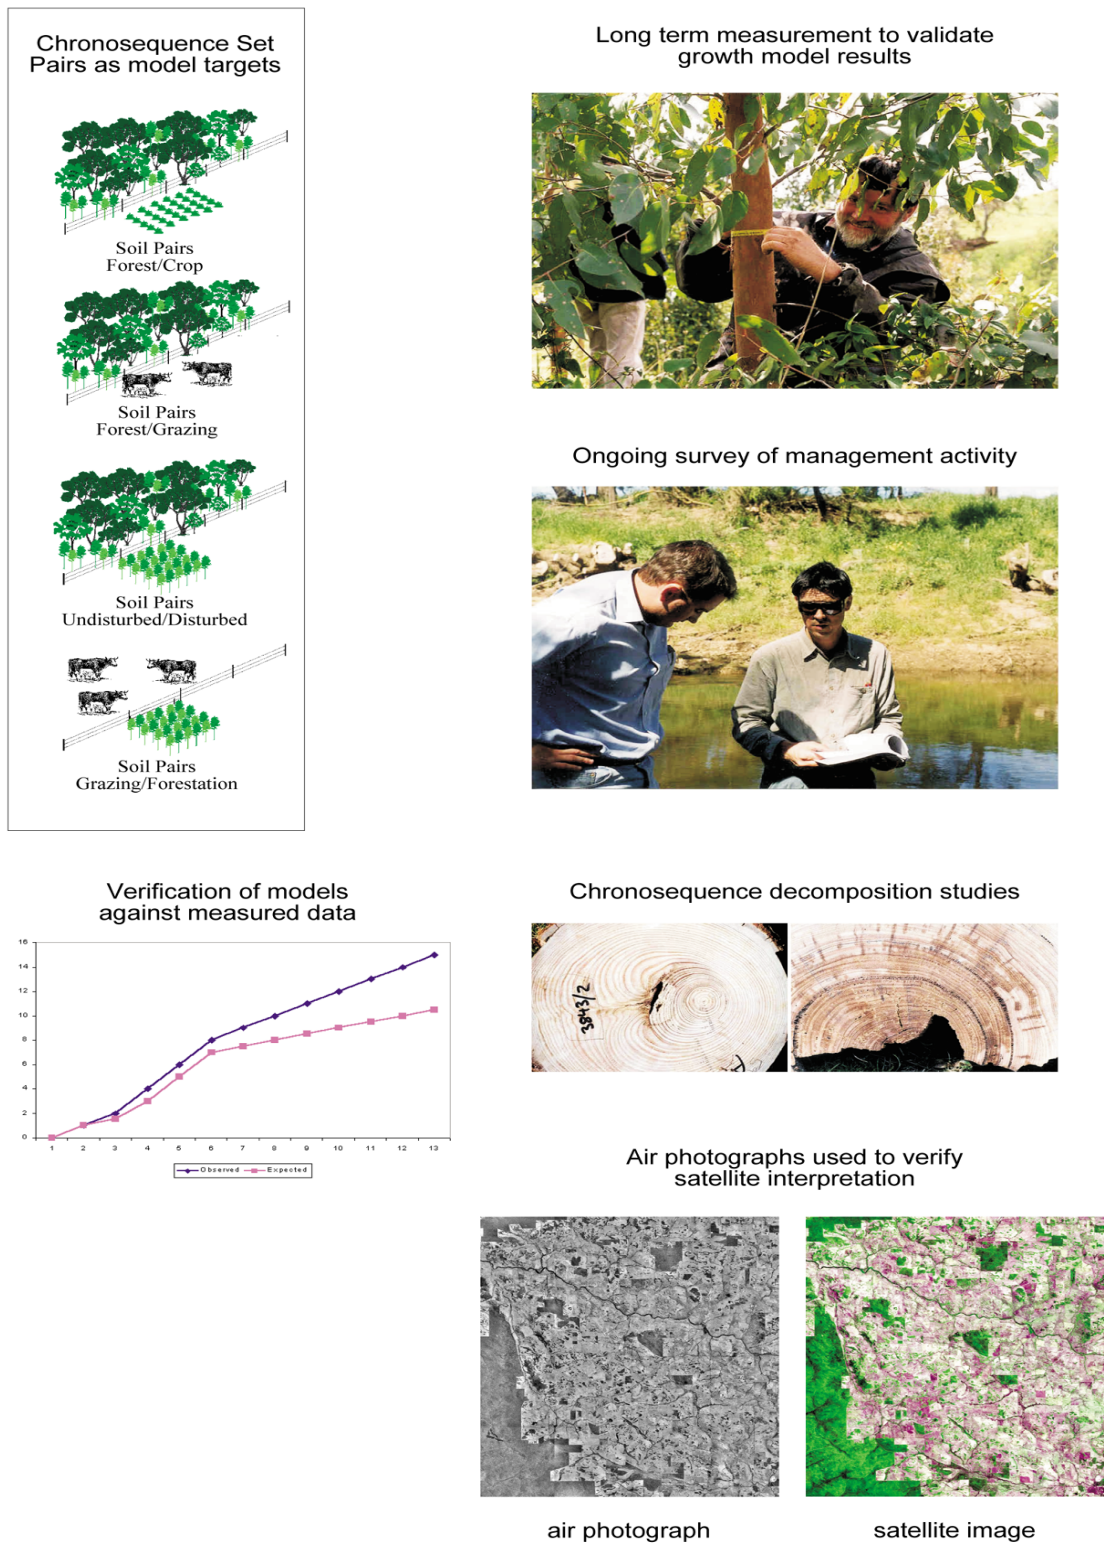 Chronosequence Set
Pairs as model targets
Soil Pairs
Forest/Crop
Soil Pairs
Forest/Grazing
Soil Pairs
Undisturbed/Disturbed
Soil Pairs
Grazing/Forestation
Long term measurement to validate
growth model results
Ongoing survey of management activity
Verification of models
against measured data
16
14
12
10
8
6
4
2
0
1 2 3 4 5 6 7 8 9 10 11 12 13
Observed Expected
Chronosequence decomposition studies
3843/2
Air photographs used to verify
satellite interpretation
air photograph
satellite image